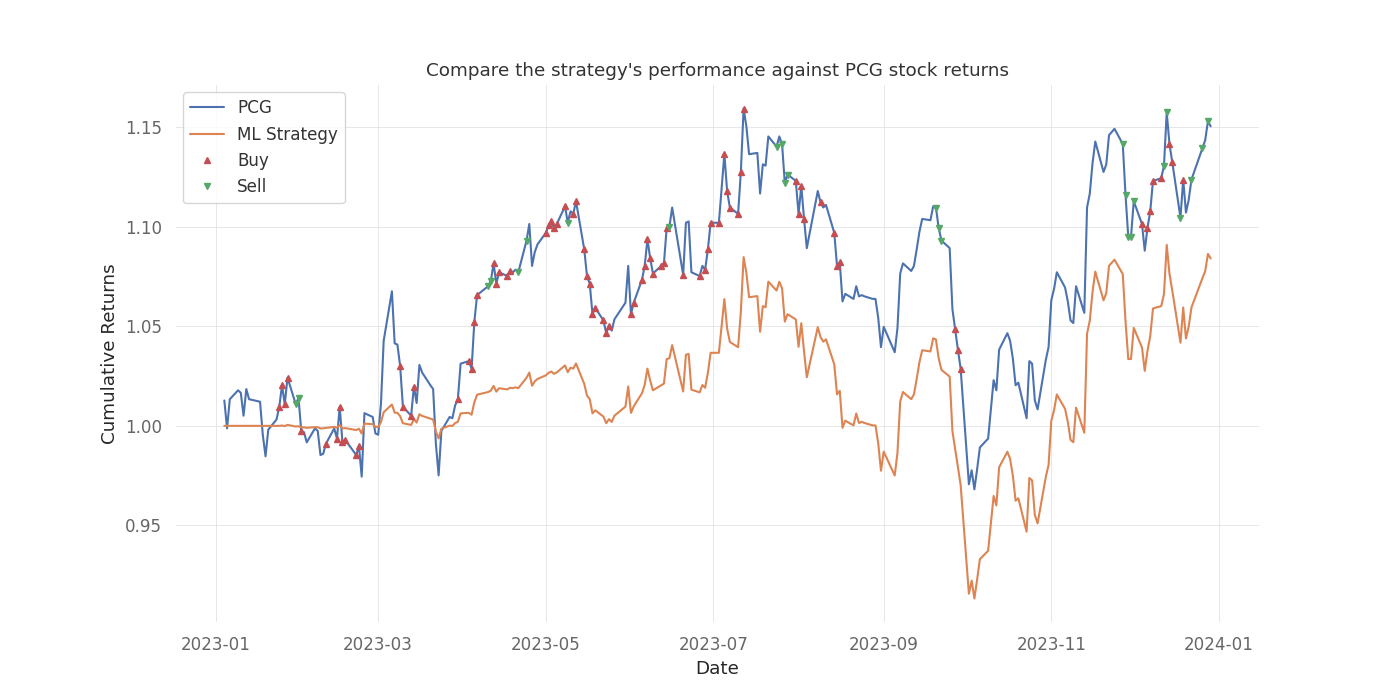 Compare the strategy's performance against PCG stock returns
PCG
ML Strategy
Buy
Sell
Cumulative Returns
1.15
1.10
1.05
1.00
0.95
2023-01
2023-03
2023-05
2023-07
2023-09
2023-11
2024-01
Date